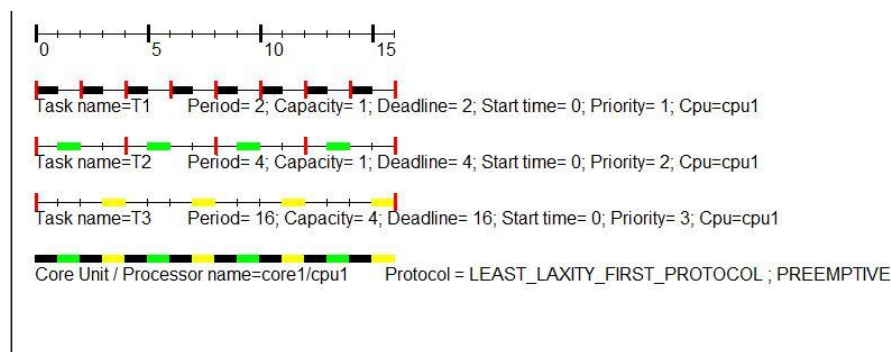 0 5 10 15
Task name=T1 Period= 2; Capacity= 1; Deadline= 2; Start time= 0; Priority= 1; Cpu=cpu1
Task name=T2 Period= 4; Capacity= 1; Deadline= 4; Start time= 0; Priority= 2; Cpu=cpu1
Task name=T3 Period= 16; Capacity= 4; Deadline= 16; Start time= 0; Priority= 3; Cpu=cpu1
Core Unit / Processor name=core1/cpu1 Protocol = LEAST_LAXITY_FIRST_PROTOCOL ; PREEMPTIVE